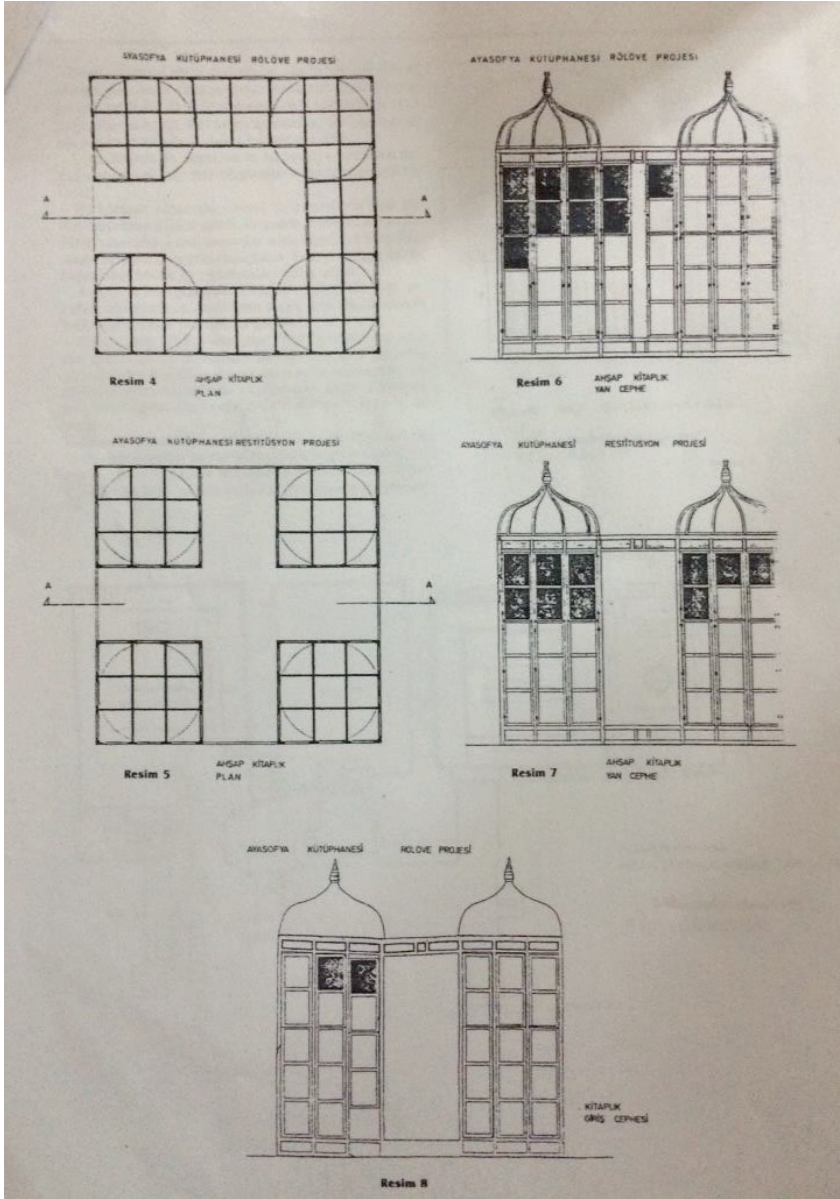 AYASOFYA KÜTÜPHANESİ RÖLÖVE PROJESİ
A A
Resim 4 AHŞAP KİTAPLIK
PLAN
AYASOFYA KÜTÜPHANESİ RÖLÖVE PROJESİ
Resim 6 AHŞAP KİTAPLIK
YAN CEPHE
AYASOFYA KÜTÜPHANESİ RESTİTÜSYON PROJESİ
A A
Resim 5 AHŞAP KİTAPLIK
PLAN
AYASOFYA KÜTÜPHANESİ RESTİTUSYON PROJESİ
Resim 7 AHŞAP KİTAPLIK
YAN CEPHE
AYASOFYA KÜTÜPHANESİ RÖLOVE PROJESİ
KİTAPLIK
GİRİŞ CEPHESİ
Resim 8